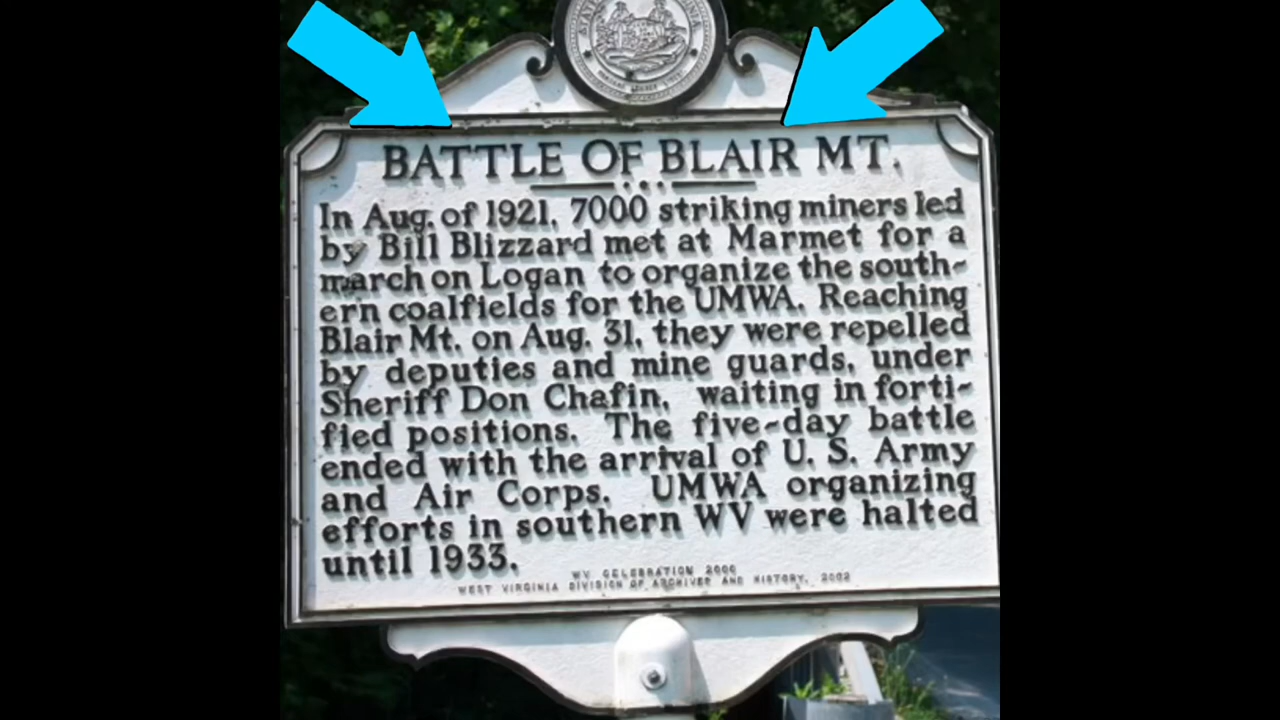 BATTLE OF BLAIR MT.
In Aug. of 1921, 7000 striking miners led
by Bill Blizzard met at Marmet for a
march on Logan to organize the south-
ern coalfields for the UMWA. Reaching
Blair Mt. on Aug. 31, they were repelled
by deputies and mine guards, under
Sheriff Don Chafin, waiting in forti-
fied positions. The five-day battle
ended with the arrival of U. S. Army
and Air Corps. UMWA organizing
efforts in southern WV were halted
until 1933.
WV CELEBRATION 2000
WEST VIRGINIA DIVISION OF ARCHIVES AND HISTORY, 2002